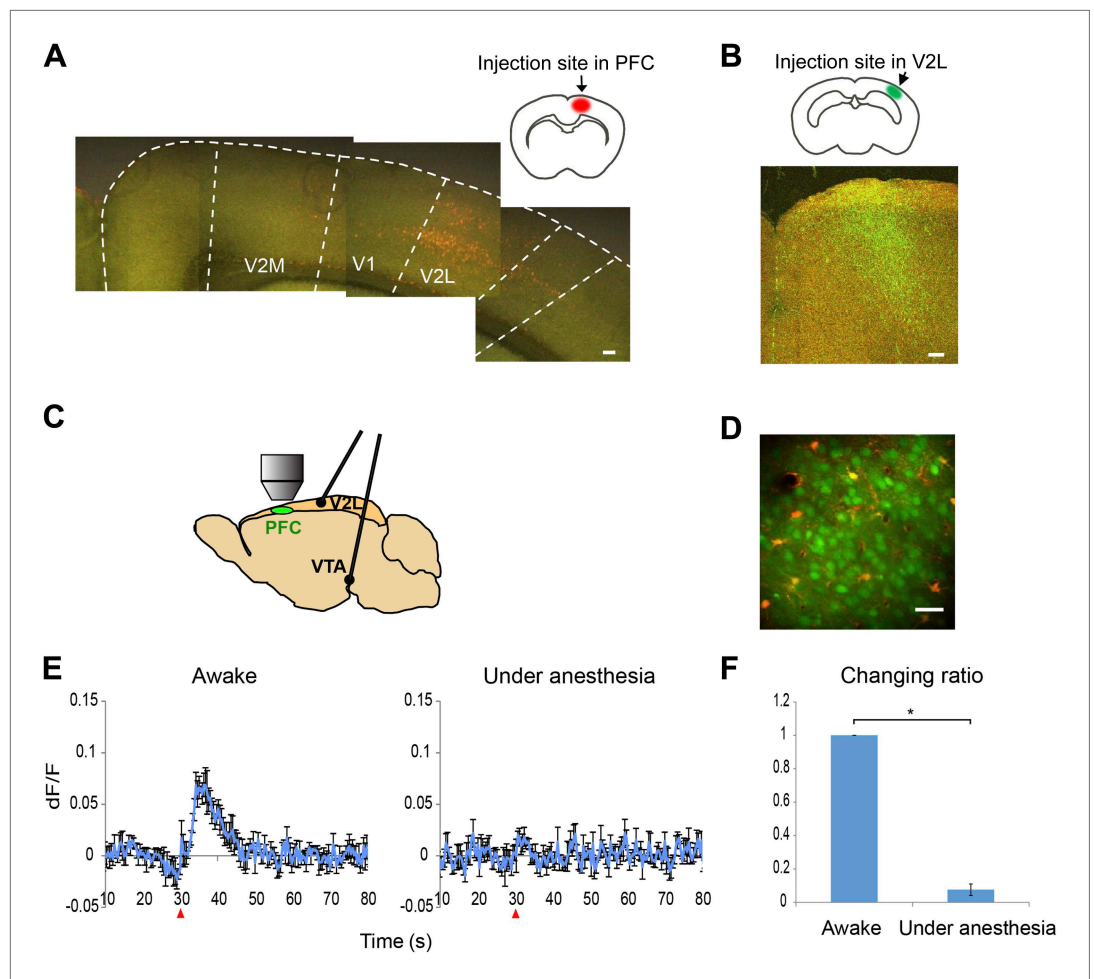 A
Injection site in PFC
V2M
V1
V2L
B
Injection site in V2L
C
V2L
PFC
VTA
D
E
Awake
Under anesthesia
dF/F
0.15
0.1
0.05
0
-0.05
10 20 30 40 50 60 70 80
0.15
0.1
0.05
0
-0.05
10 20 30 40 50 60 70 80
Time (s)
F
Changing ratio
1.2
1
0.8
0.6
0.4
0.2
0
*
Awake
Under anesthesia